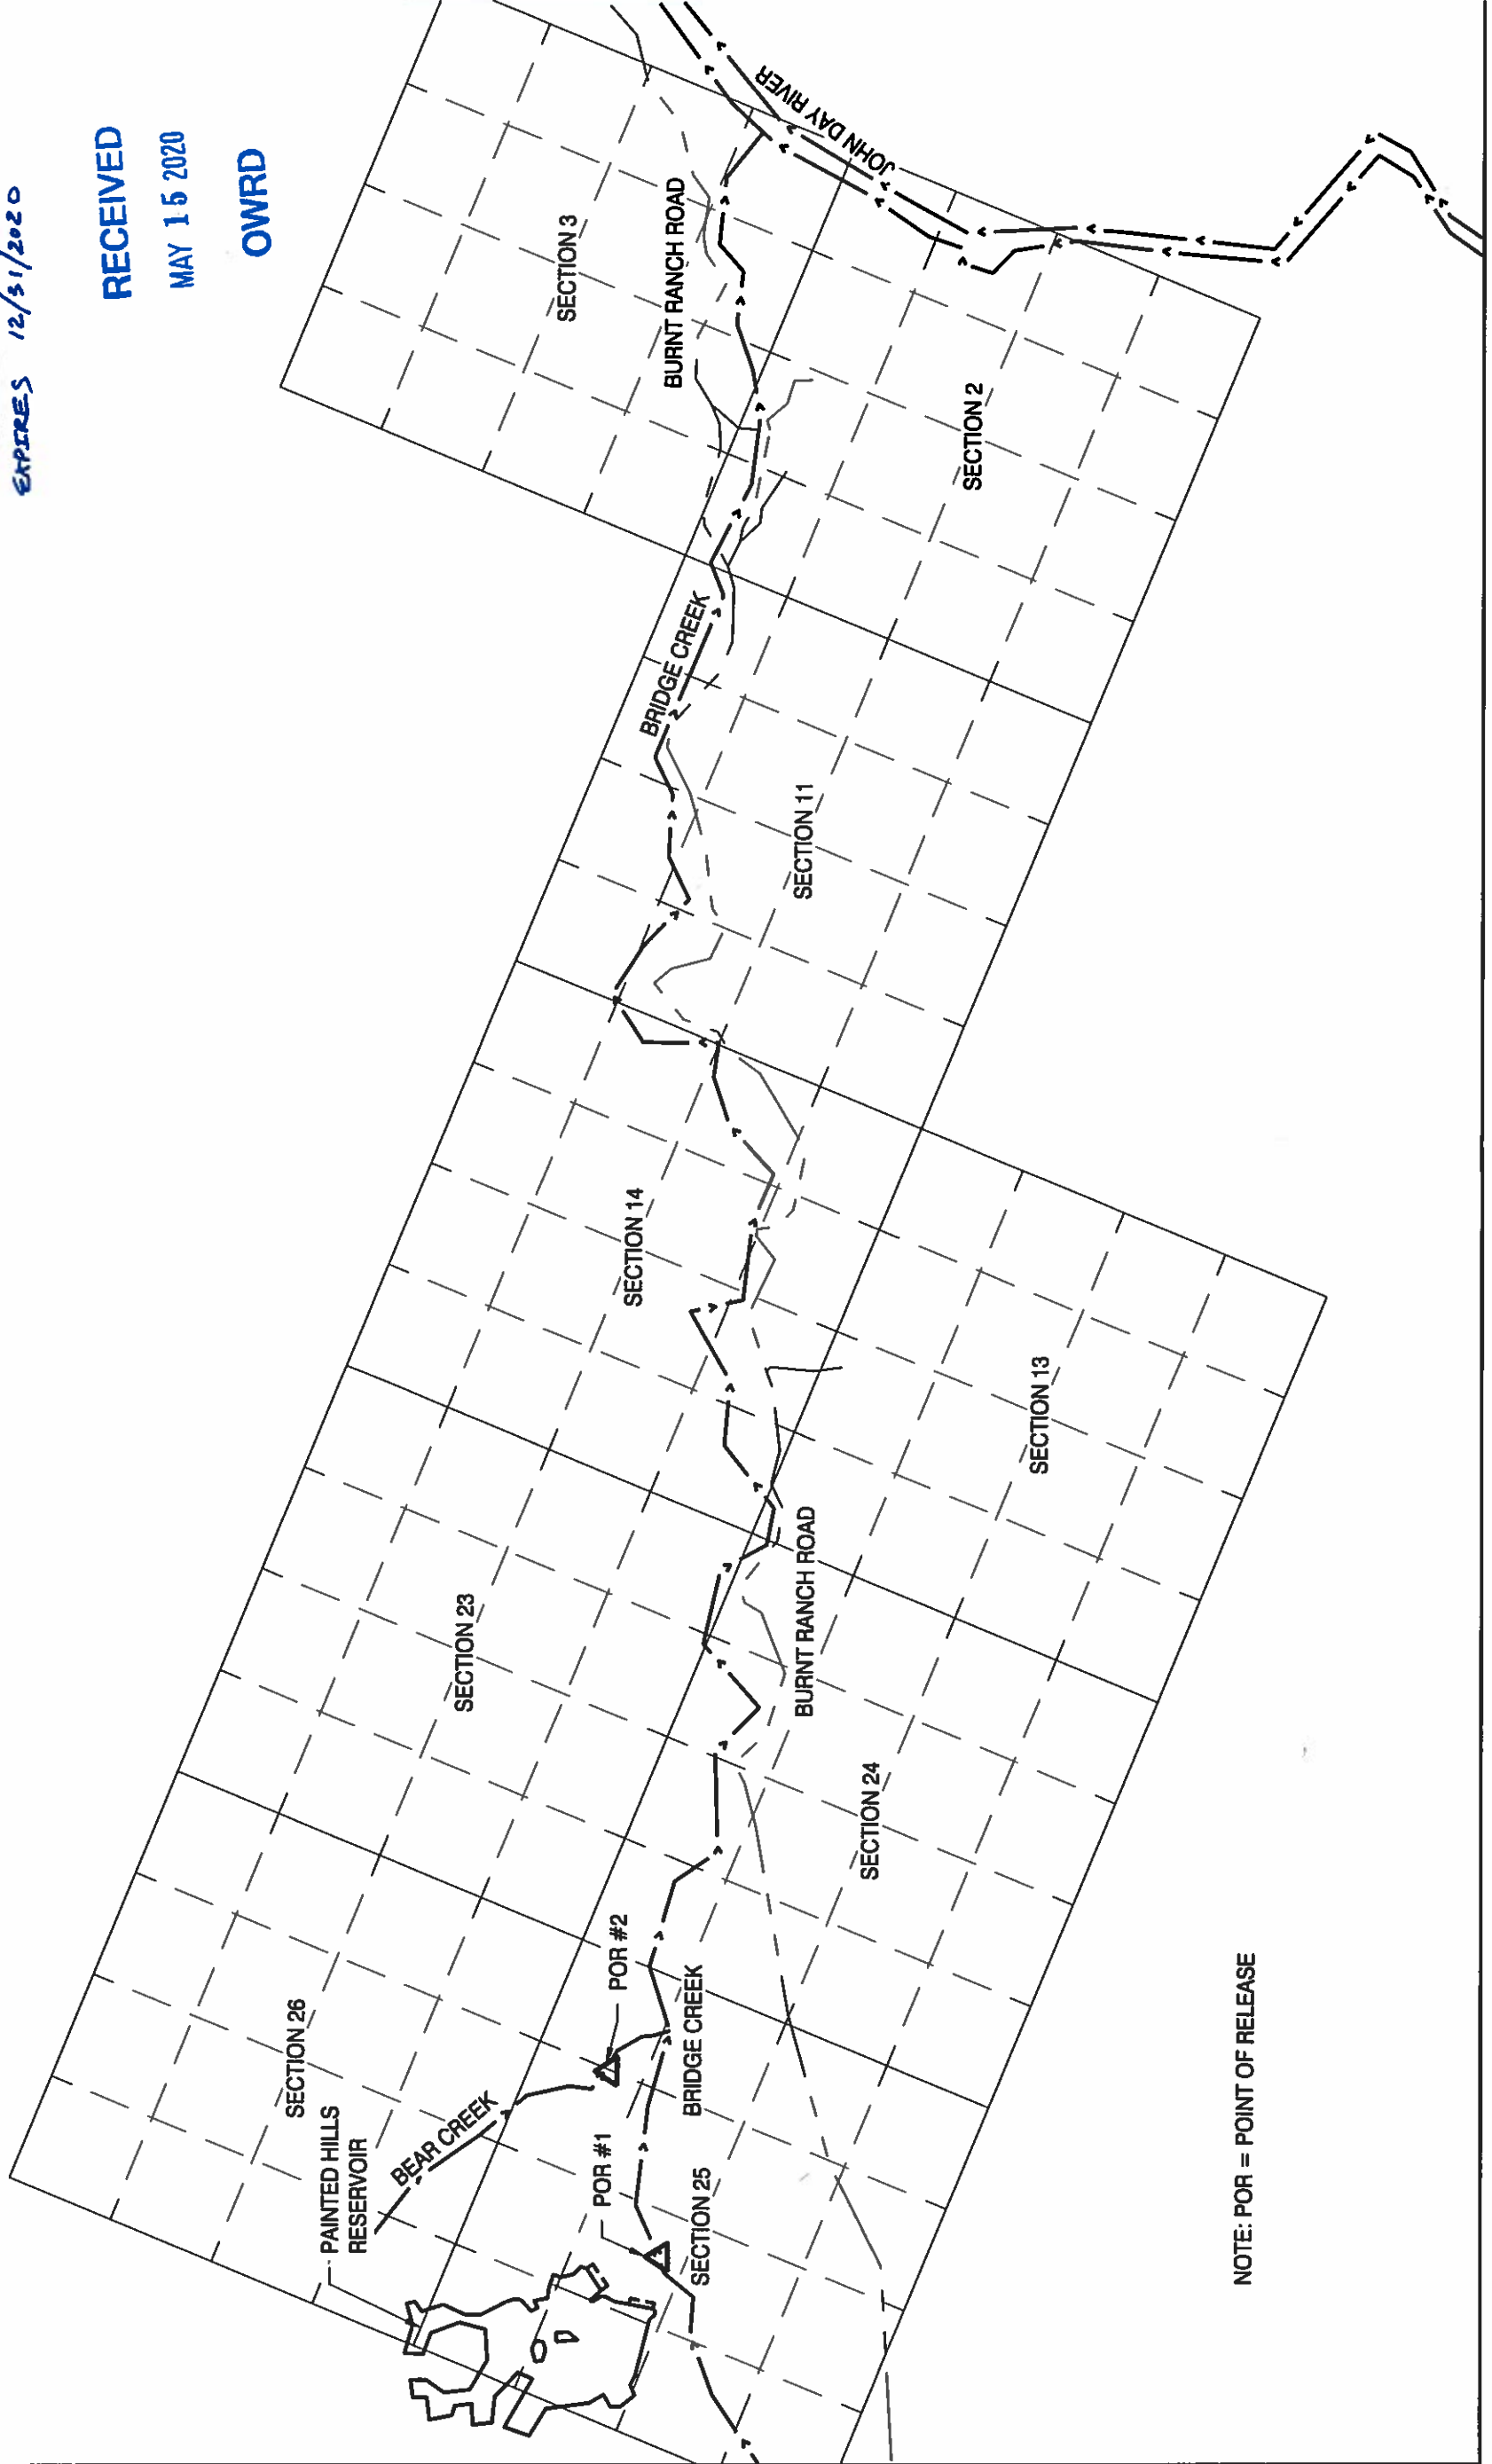 EXPIRES 12/31/2020
RECEIVED
MAY 15 2020
OWRD
SECTION 3
BURNT RANCH ROAD
JOHN DAY RIVER
SECTION 2
BRIDGE CREEK
SECTION 11
SECTION 14
SECTION 13
SECTION 23
BURNT RANCH ROAD
SECTION 24
SECTION 26
POR #2
BRIDGE CREEK
PAINTED HILLS
RESERVOIR
BEAR CREEK
POR #1
SECTION 25
NOTE: POR = POINT OF RELEASE